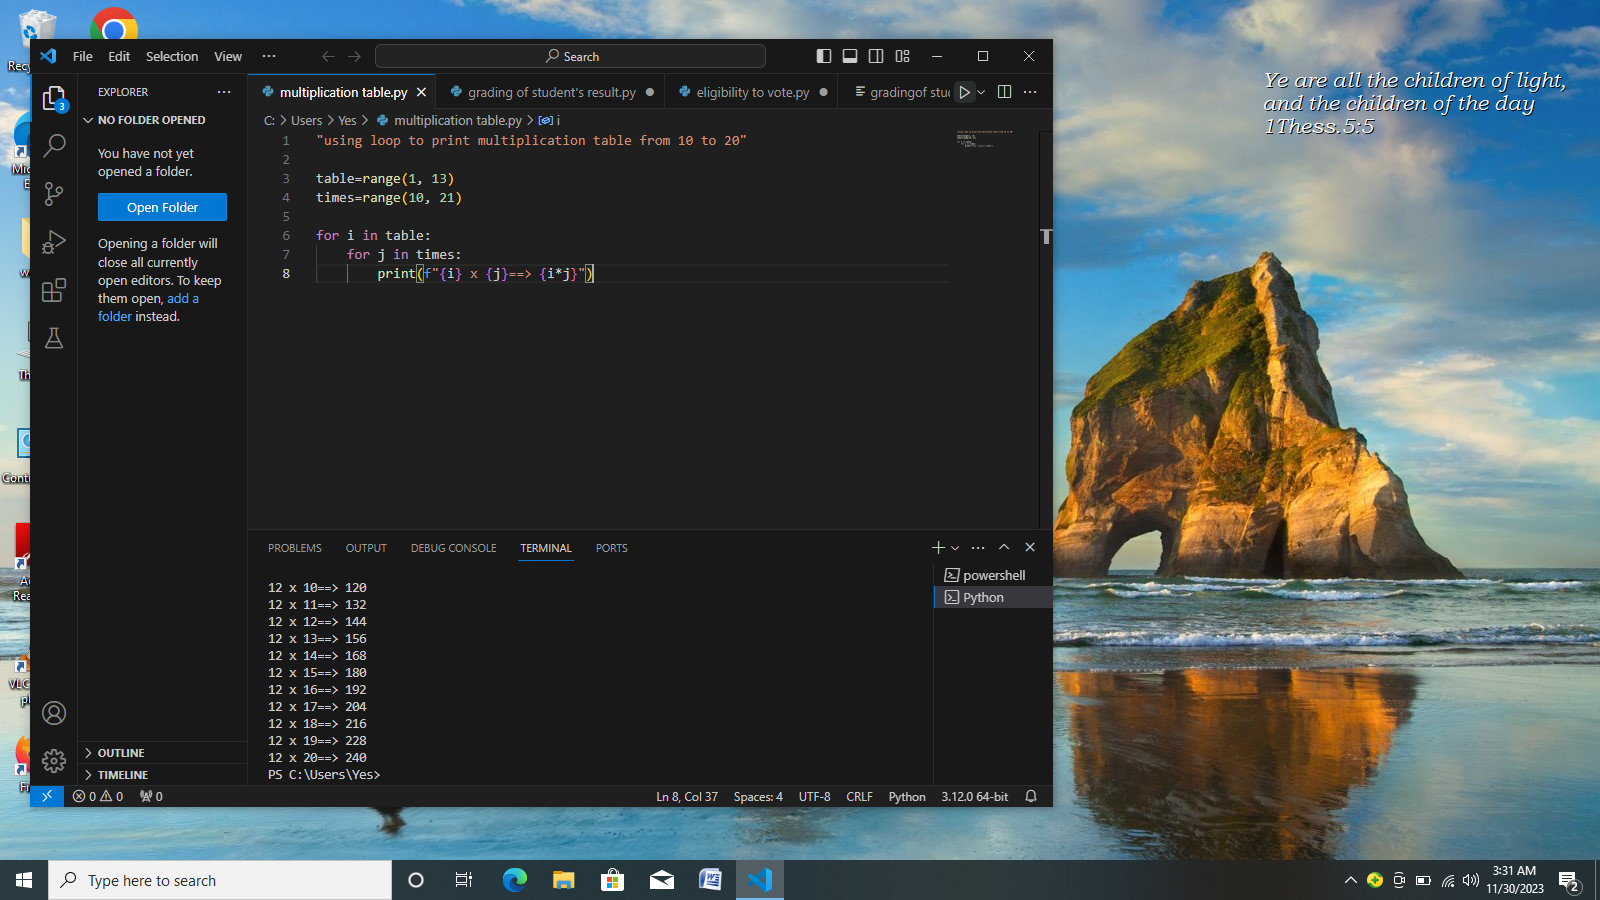 Recy
File Edit Selection View ··· Search
EXPLORER ···
multiplication table.py grading of student's result.py eligibility to vote.py gradingof stu
3
NO FOLDER OPENED
C: > Users > Yes > multiplication table.py > i
You have not yet
opened a folder.
Open Folder
Opening a folder will
close all currently
open editors. To keep
them open, add a
folder instead.
1 "using loop to print multiplication table from 10 to 20"
2
3 table=range(1, 13)
4 times=range(10, 21)
5
6 for i in table:
7 for j in times:
8 print(f"{i} x {j}==> {i*j}")
Ye are all the children of light,
and the children of the day
1Thess.5:5
Mic
E
w
Th
Cont
A
Rea
VLC
pl
Fi
PROBLEMS OUTPUT DEBUG CONSOLE TERMINAL PORTS
powershell
Python
12 x 10==> 120
12 x 11==> 132
12 x 12==> 144
12 x 13==> 156
12 x 14==> 168
12 x 15==> 180
12 x 16==> 192
12 x 17==> 204
12 x 18==> 216
12 x 19==> 228
12 x 20==> 240
PS C:\Users\Yes>
OUTLINE
TIMELINE
0 0 0 Ln 8, Col 37 Spaces: 4 UTF-8 CRLF Python 3.12.0 64-bit
Type here to search
3:31 AM
11/30/2023
2